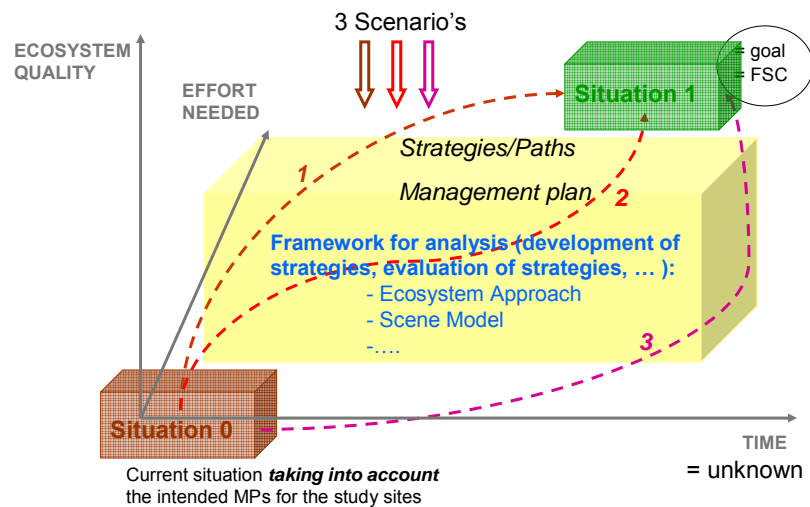 3 Scenario's
ECOSYSTEM
QUALITY
EFFORT
NEEDED
= goal
= FSC
Situation 1
1
Strategies/Paths
Management plan
2
Framework for analysis (development of
strategies, evaluation of strategies, ... ):
- Ecosystem Approach
- Scene Model
-....
3
Situation 0
TIME
= unknown
Current situation taking into account
the intended MPs for the study sites